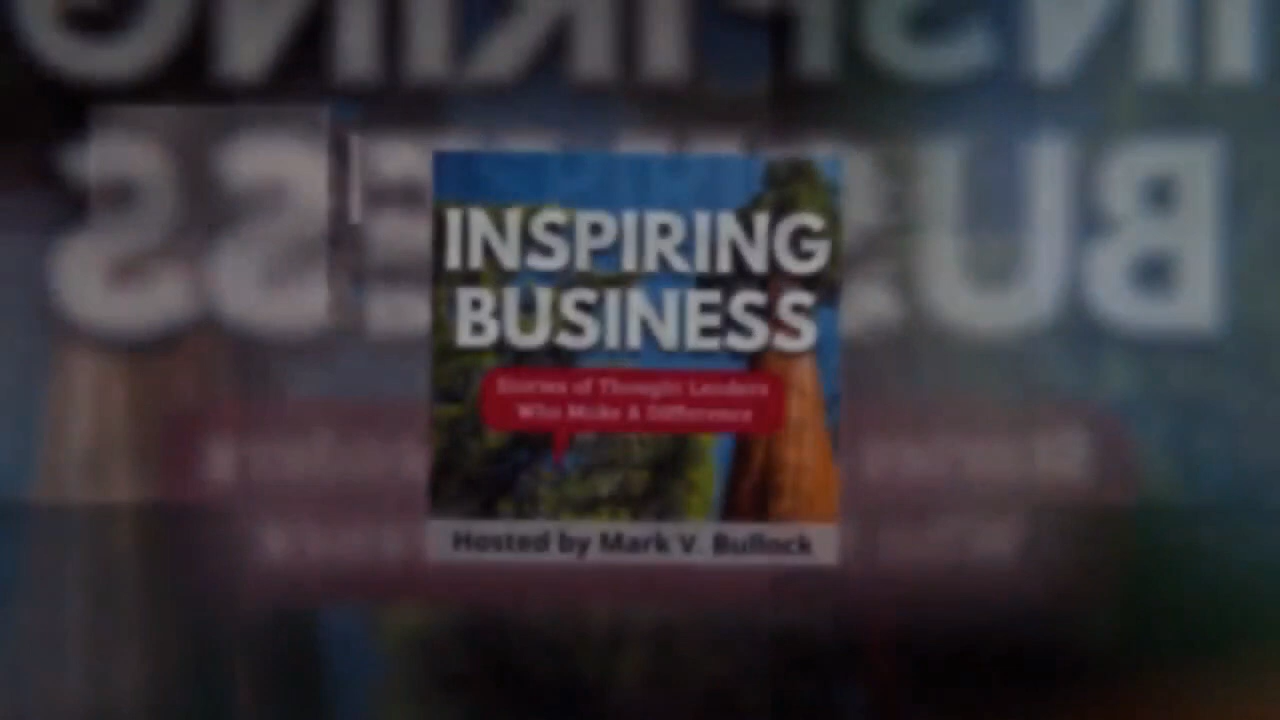 INSPIRING
BUSINESS
Stories of Thought Leaders
Who Make A Difference
Hosted by Mark V. Bullock